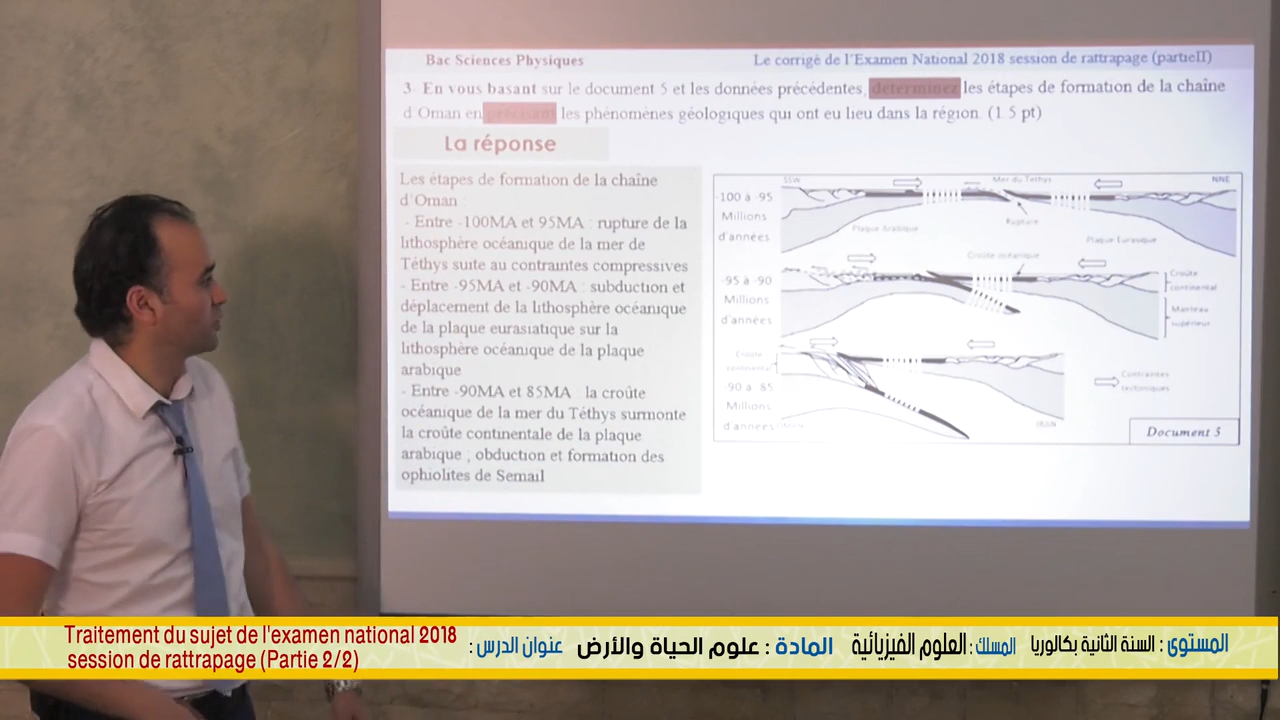 Bac Sciences Physiques
Le corrigé de l'Examen National 2018 session de rattrapage (partieII)
3- En vous basant sur le document 5 et les données précédentes, déterminez les étapes de formation de la chaîne
d'Oman en précisant les phénomènes géologiques qui ont eu lieu dans la région. (1.5 pt)
La réponse
Les étapes de formation de la chaîne
d'Oman :
- Entre -100MA et 95MA : rupture de la
lithosphère océanique de la mer de
Téthys suite au contraintes compressives
- Entre -95MA et -90MA : subduction et
déplacement de la lithosphère océanique
de la plaque eurasiatique sur la
lithosphère océanique de la plaque
arabique
- Entre -90MA et 85MA : la croûte
océanique de la mer du Téthys surmonte
la croûte continentale de la plaque
arabique ; obduction et formation des
ophiolites de Semail
SSW
Mer du Téthys
NNE
-100 à -95
Millions
d'années
Rupture
Plaque Arabique
Plaque Eurasique
Croûte océanique
-95 à -90
Millions
d'années
Croûte
continental
Manteau
supérieur
Croûte
continental
-90 à 85
Millions
d'années
OMAN
IRAN
Contraintes
tectoniques
Document 5
Traitement du sujet de l'examen national 2018
session de rattrapage (Partie 2/2)
المستوى : السنة الثانية بكالوريا المسلك : العلوم الفيزيائية المادة : علوم الحياة والأرض عنوان الدرس :